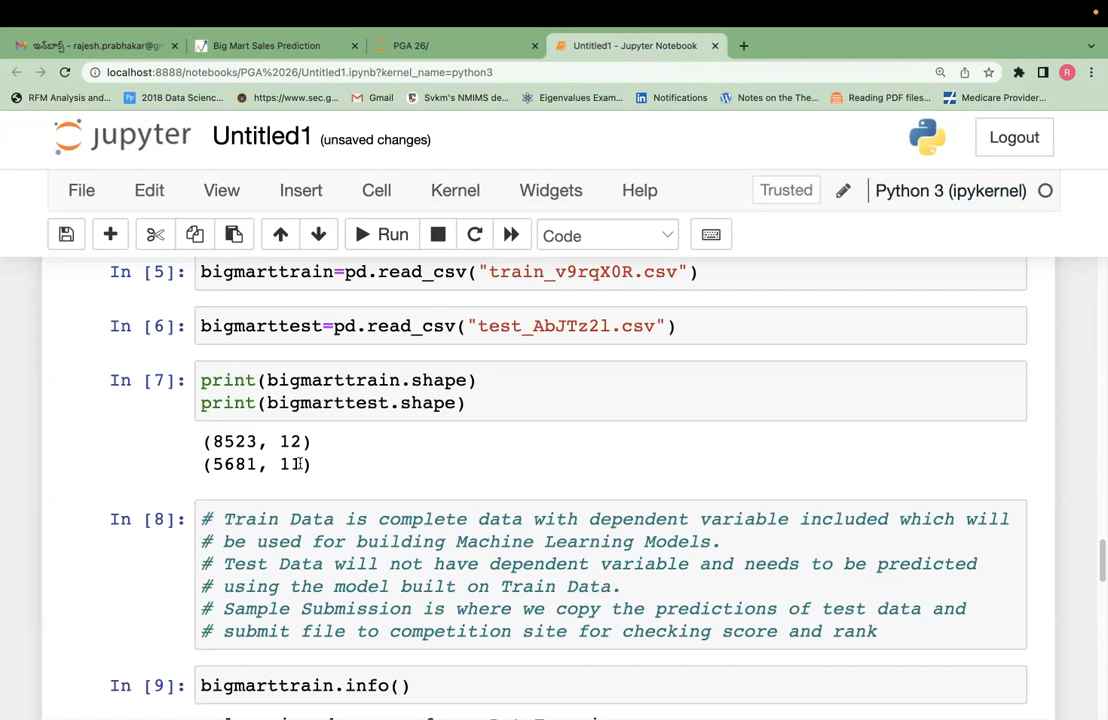 ఇన్‌బాక్స్ - rajesh.prabhakar@gm
Big Mart Sales Prediction
PGA 26/
Untitled1 - Jupyter Notebook
localhost:8888/notebooks/PGA%2026/Untitled1.ipynb?kernel_name=python3
R
RFM Analysis and...
2018 Data Scienc...
https://www.sec.g...
Gmail
Svkm's NMIMS de...
Eigenvalues Exam...
Notifications
Notes on the The...
Reading PDF files...
Medicare Provider...
jupyter Untitled1 (unsaved changes)
Logout
File Edit View Insert Cell Kernel Widgets Help
Trusted
Python 3 (ipykernel)
Run
Code
In [5]: bigmarttrain=pd.read_csv("train_v9rqX0R.csv")
In [6]: bigmarttest=pd.read_csv("test_AbJTz2l.csv")
In [7]: print(bigmarttrain.shape)
print(bigmarttest.shape)
(8523, 12)
(5681, 11)
In [8]: # Train Data is complete data with dependent variable included which will
# be used for building Machine Learning Models.
# Test Data will not have dependent variable and needs to be predicted
# using the model built on Train Data.
# Sample Submission is where we copy the predictions of test data and
# submit file to competition site for checking score and rank
In [9]: bigmarttrain.info()